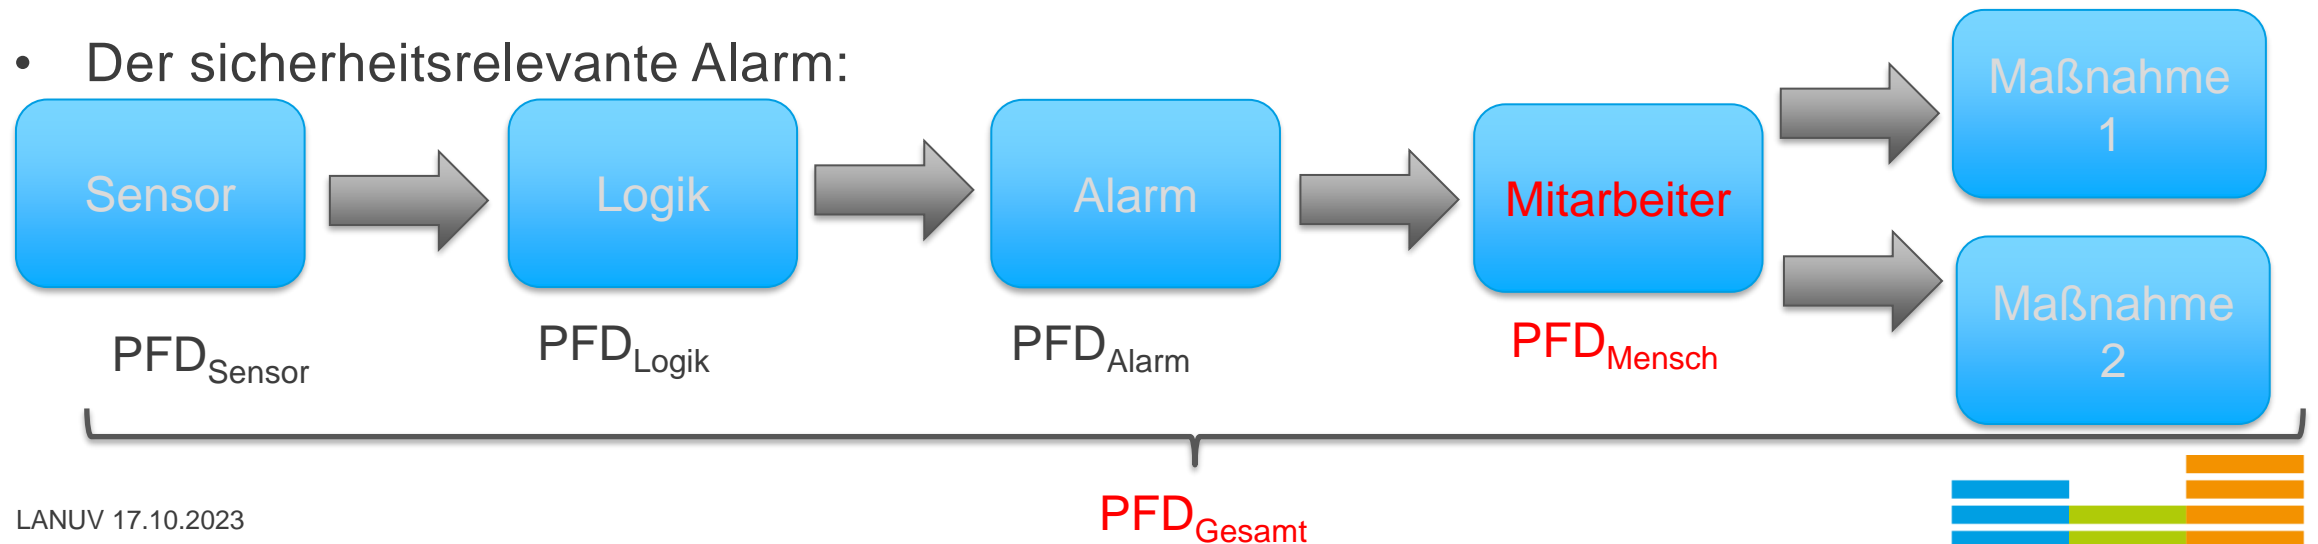 • Der sicherheitsrelevante Alarm:
Sensor
Logik
Alarm
Mitarbeiter
Maßnahme
1
Maßnahme
2
PFDSensor
PFDLogik
PFDAlarm
PFDMensch
PFDGesamt
LANUV 17.10.2023